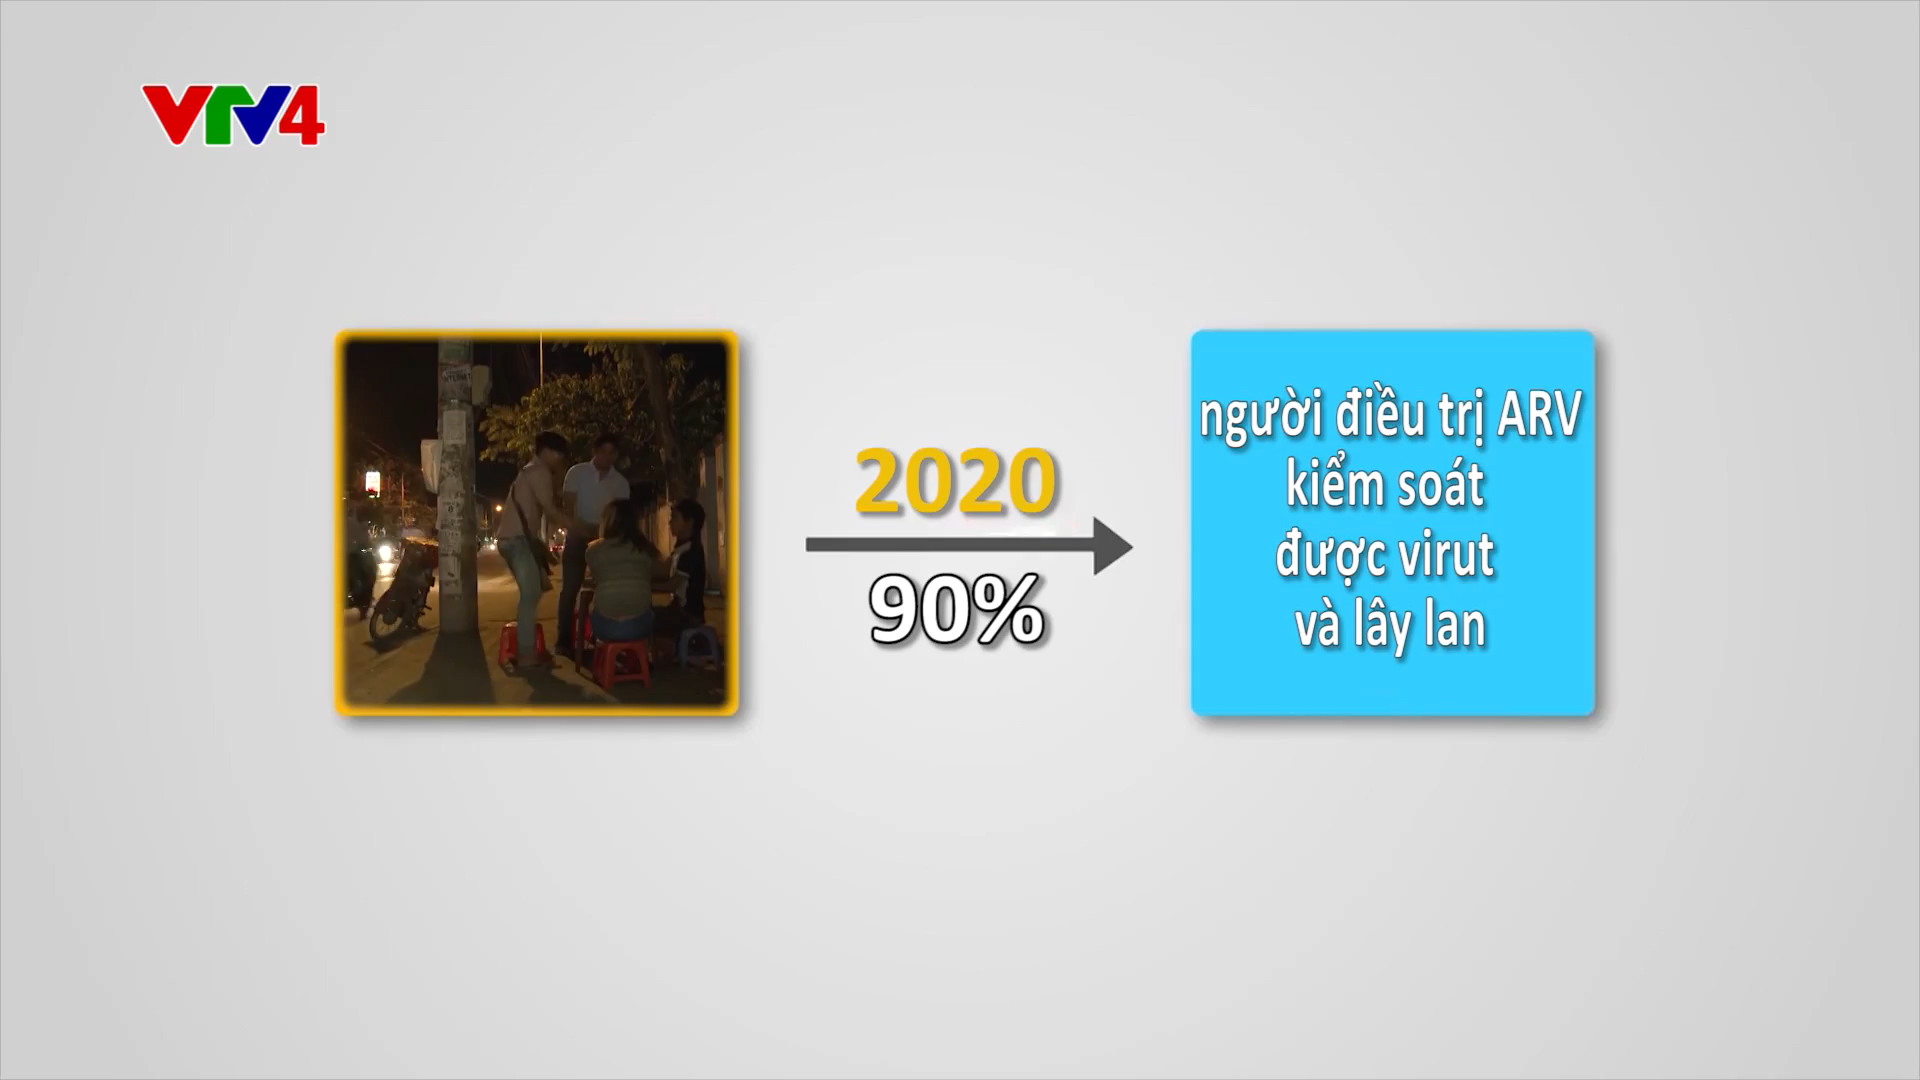 VTV4
2020
90%
người điều trị ARV
kiểm soát
được virut
và lây lan